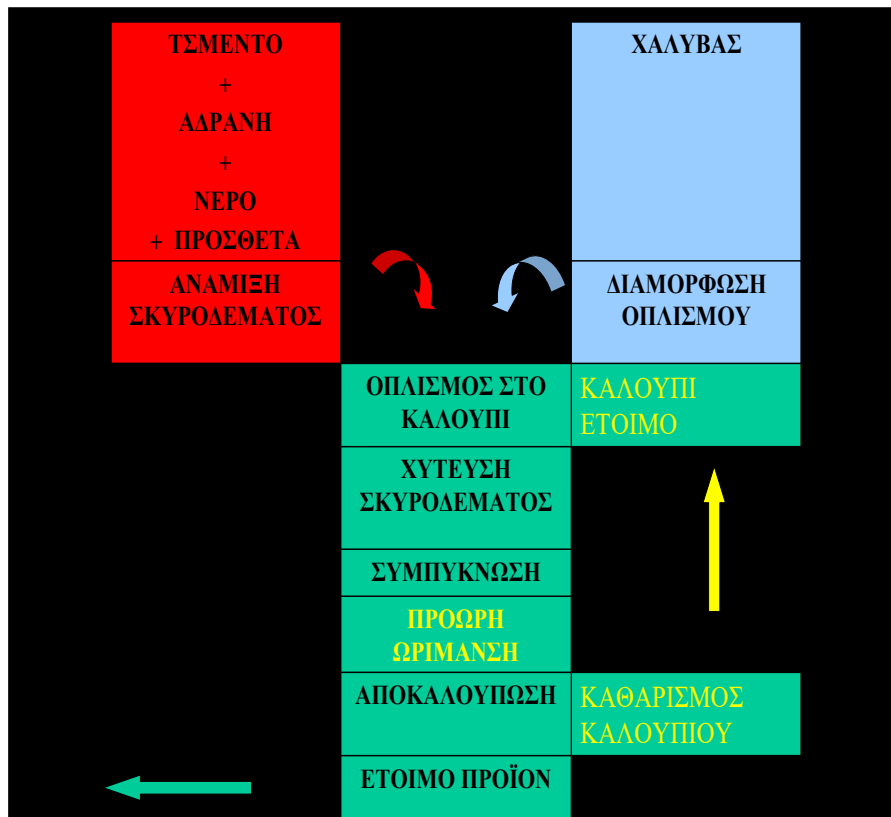 ΤΣΜΕΝΤΟ
+
ΑΔΡΑΝΗ
+
ΝΕΡΟ
+ ΠΡΟΣΘΕΤΑ
ΧΑΛΥΒΑΣ
ΑΝΑΜΙΞΗ
ΣΚΥΡΟΔΕΜΑΤΟΣ
ΔΙΑΜΟΡΦΩΣΗ
ΟΠΛΙΣΜΟΥ
ΟΠΛΙΣΜΟΣ ΣΤΟ
ΚΑΛΟΥΠΙ
ΚΑΛΟΥΠΙ
ΕΤΟΙΜΟ
ΧΥΤΕΥΣΗ
ΣΚΥΡΟΔΕΜΑΤΟΣ
ΣΥΜΠΥΚΝΩΣΗ
ΠΡΟΩΡΗ
ΩΡΙΜΑΝΣΗ
ΑΠΟΚΑΛΟΥΠΩΣΗ
ΚΑΘΑΡΙΣΜΟΣ
ΚΑΛΟΥΠΙΟΥ
ΕΤΟΙΜΟ ΠΡΟΪΟΝ